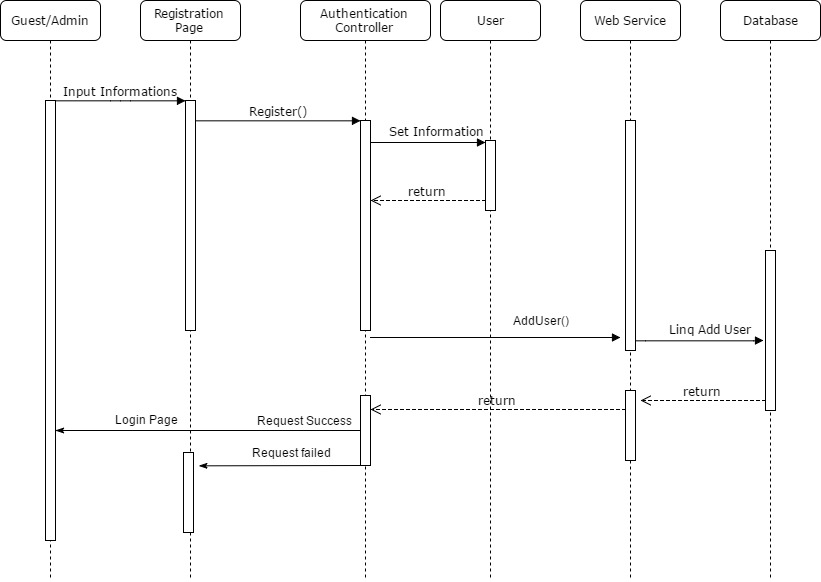 Guest/Admin
Registration
Page
Authentication
Controller
User
Web Service
Database
Input Informations
Register()
Set Information
return
AddUser()
Linq Add User
return
return
Login Page
Request Success
Request failed